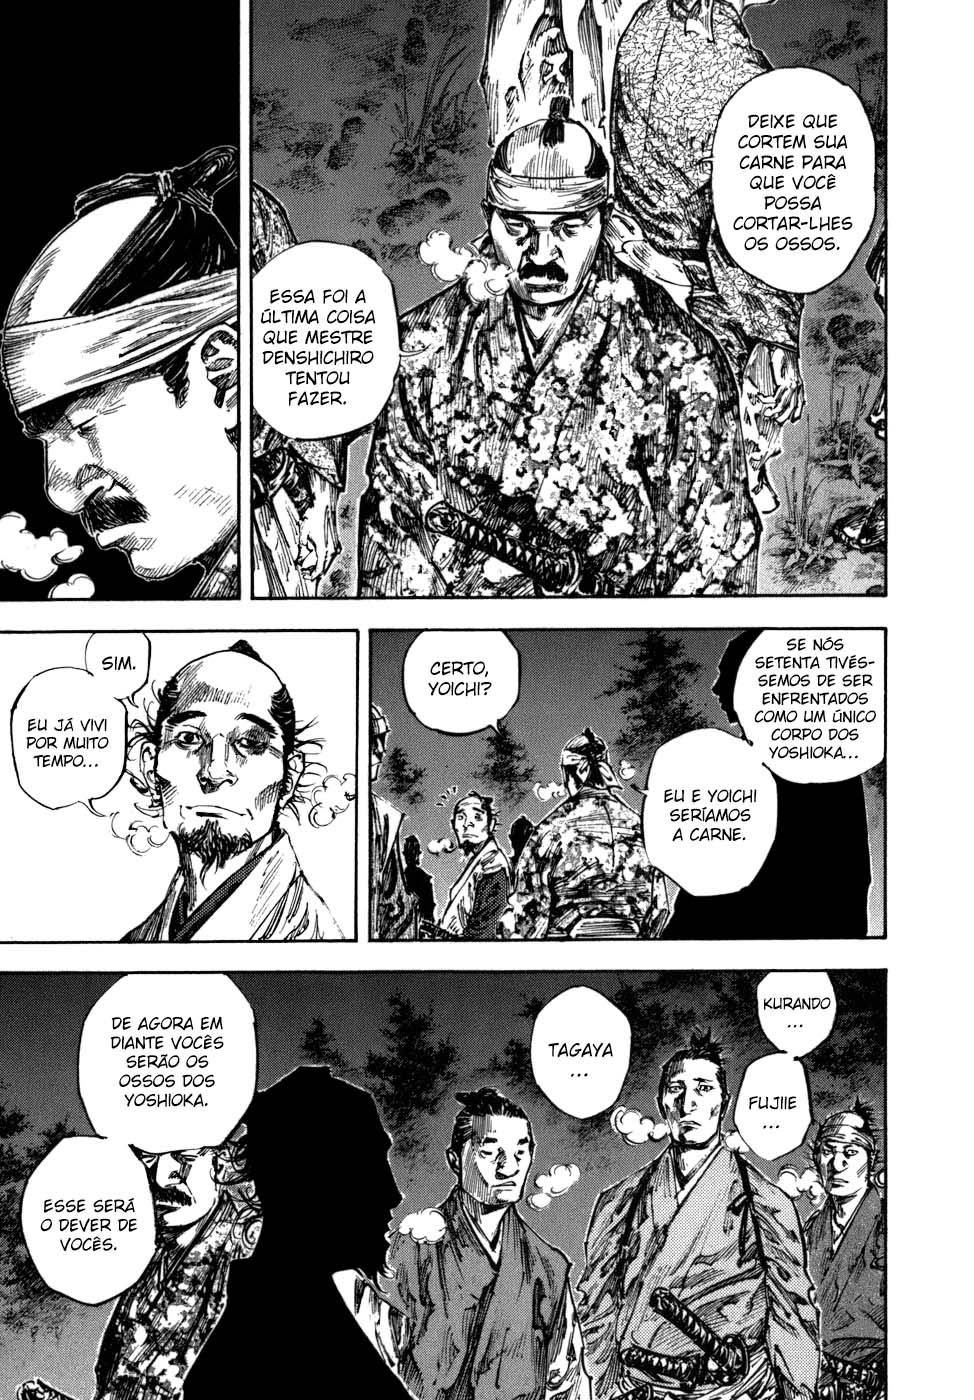 DEIXE QUE
CORTEM SUA
CARNE PARA
QUE VOCÊ
POSSA
CORTAR-LHES
OS OSSOS.
ESSA FOI A
ÚLTIMA COISA
QUE MESTRE
DENSHICHIRO
TENTOU
FAZER.
SE NÓS
SETENTA TIVÉS-
SEMOS DE SER
ENFRENTADOS
COMO UM ÚNICO
CORPO DOS
YOSHIOKA...
EU E YOICHI
SERÍAMOS
A CARNE.
CERTO,
YOICHI?
SIM.
EU JÁ VIVI
POR MUITO
TEMPO...
KURANDO
...
FUJIIE
...
TAGAYA
...
DE AGORA EM
DIANTE VOCÊS
SERÃO OS
OSSOS DOS
YOSHIOKA.
ESSE SERÁ
O DEVER DE
VOCÊS.